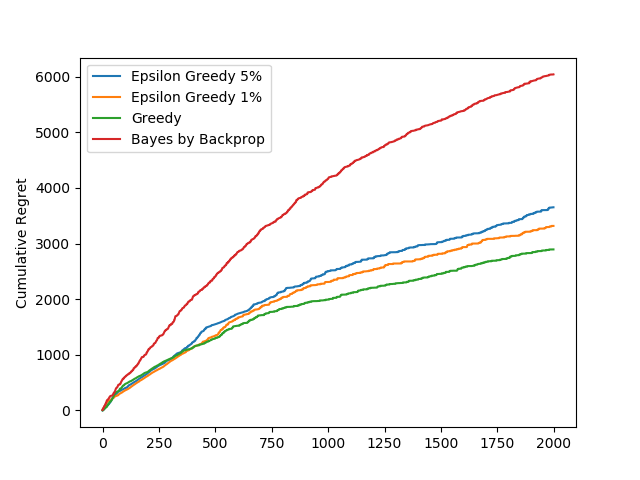 Epsilon Greedy 5%
Epsilon Greedy 1%
Greedy
Bayes by Backprop
Cumulative Regret
6000
5000
4000
3000
2000
1000
0
0 250 500 750 1000 1250 1500 1750 2000